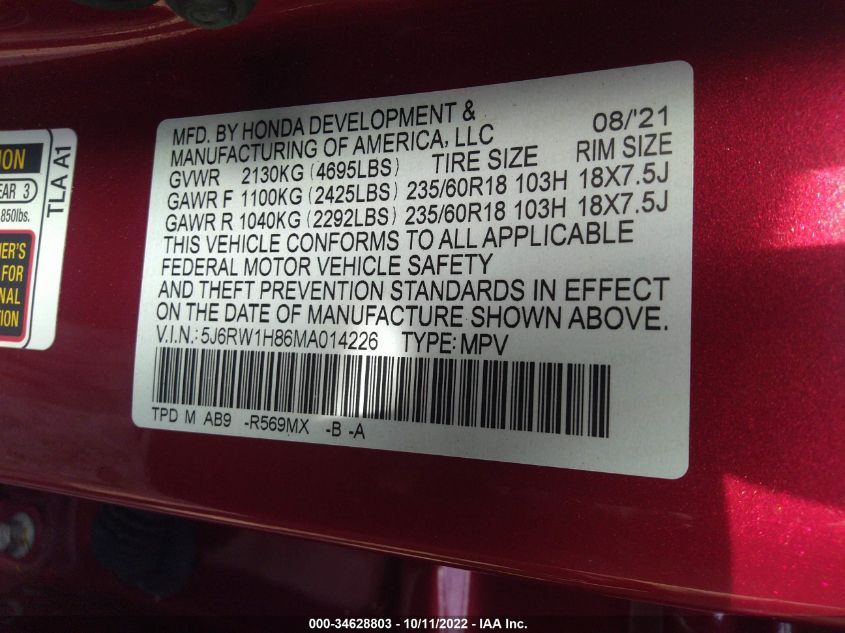 MFD. BY HONDA DEVELOPMENT & 08/'21
MANUFACTURING OF AMERICA, LLC
GVWR 2130KG (4695LBS) TIRE SIZE RIM SIZE
GAWR F 1100KG (2425LBS) 235/60R18 103H 18X7.5J
GAWR R 1040KG (2292LBS) 235/60R18 103H 18X7.5J
THIS VEHICLE CONFORMS TO ALL APPLICABLE
FEDERAL MOTOR VEHICLE SAFETY
AND THEFT PREVENTION STANDARDS IN EFFECT
ON THE DATE OF MANUFACTURE SHOWN ABOVE.
V.I.N.: 5J6RW1H86MA014226 TYPE: MPV
TPD M AB9 -R569MX -B -A
TLA A1
3
850lbs.
FOR
000-34628803 - 10/11/2022 - IAA Inc.